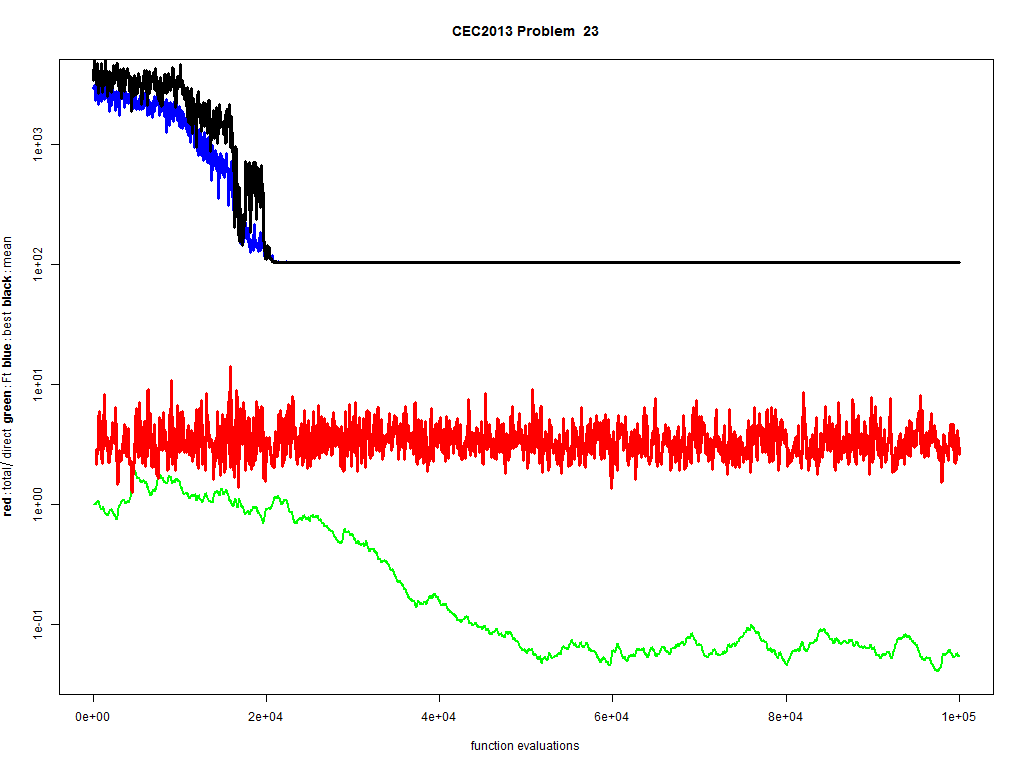 CEC2013 Problem  23
red : total/ direct  green : Ft  blue : best  black : mean
1e+03
1e+02
1e+01
1e+00
1e-01
0e+00 2e+04 4e+04 6e+04 8e+04 1e+05
function evaluations